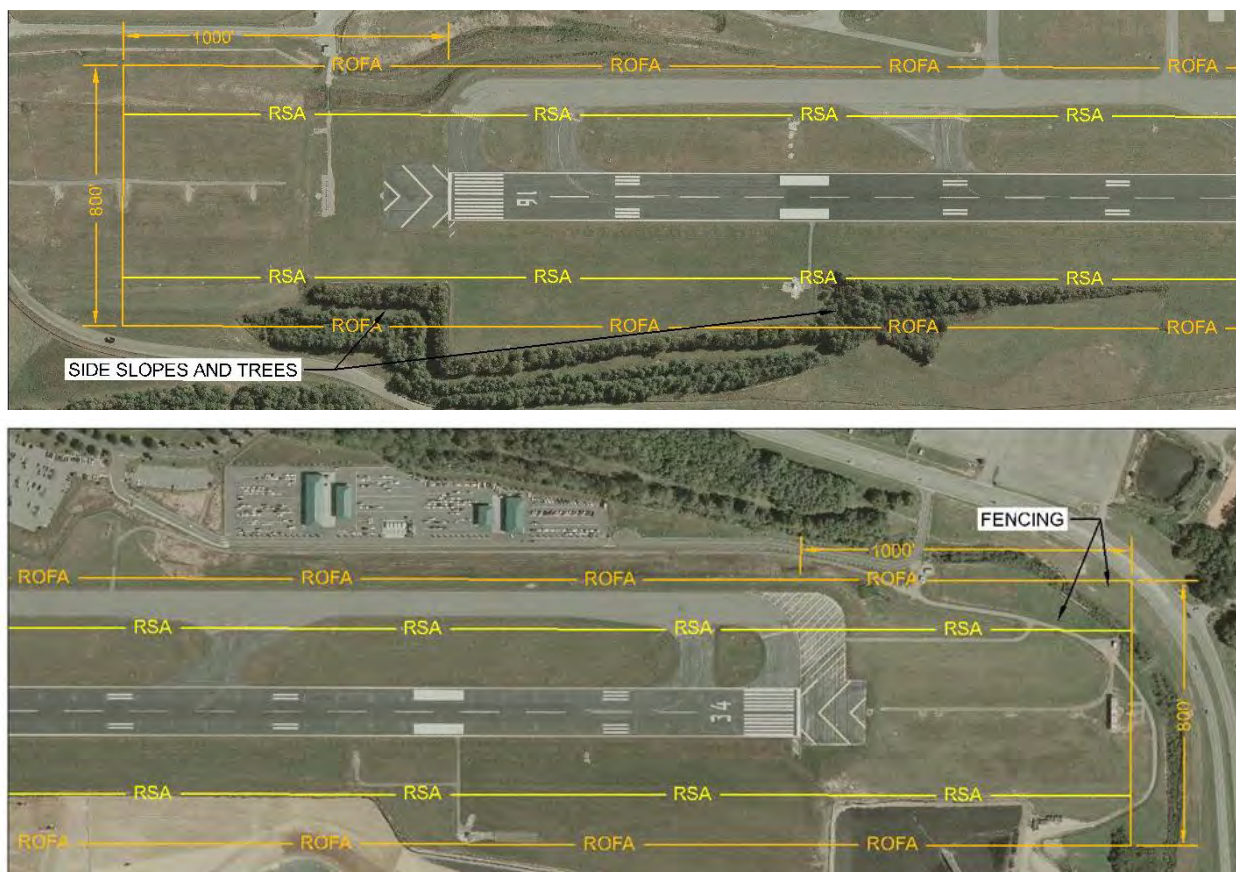 1000'
ROFA ROFA ROFA ROFA
RSA RSA RSA RSA
800'
16
RSA RSA RSA RSA
ROFA ROFA ROFA ROFA
SIDE SLOPES AND TREES
FENCING
1000'
ROFA ROFA ROFA ROFA
RSA RSA RSA RSA
34
800'
RSA RSA RSA RSA
ROFA ROFA ROFA ROFA